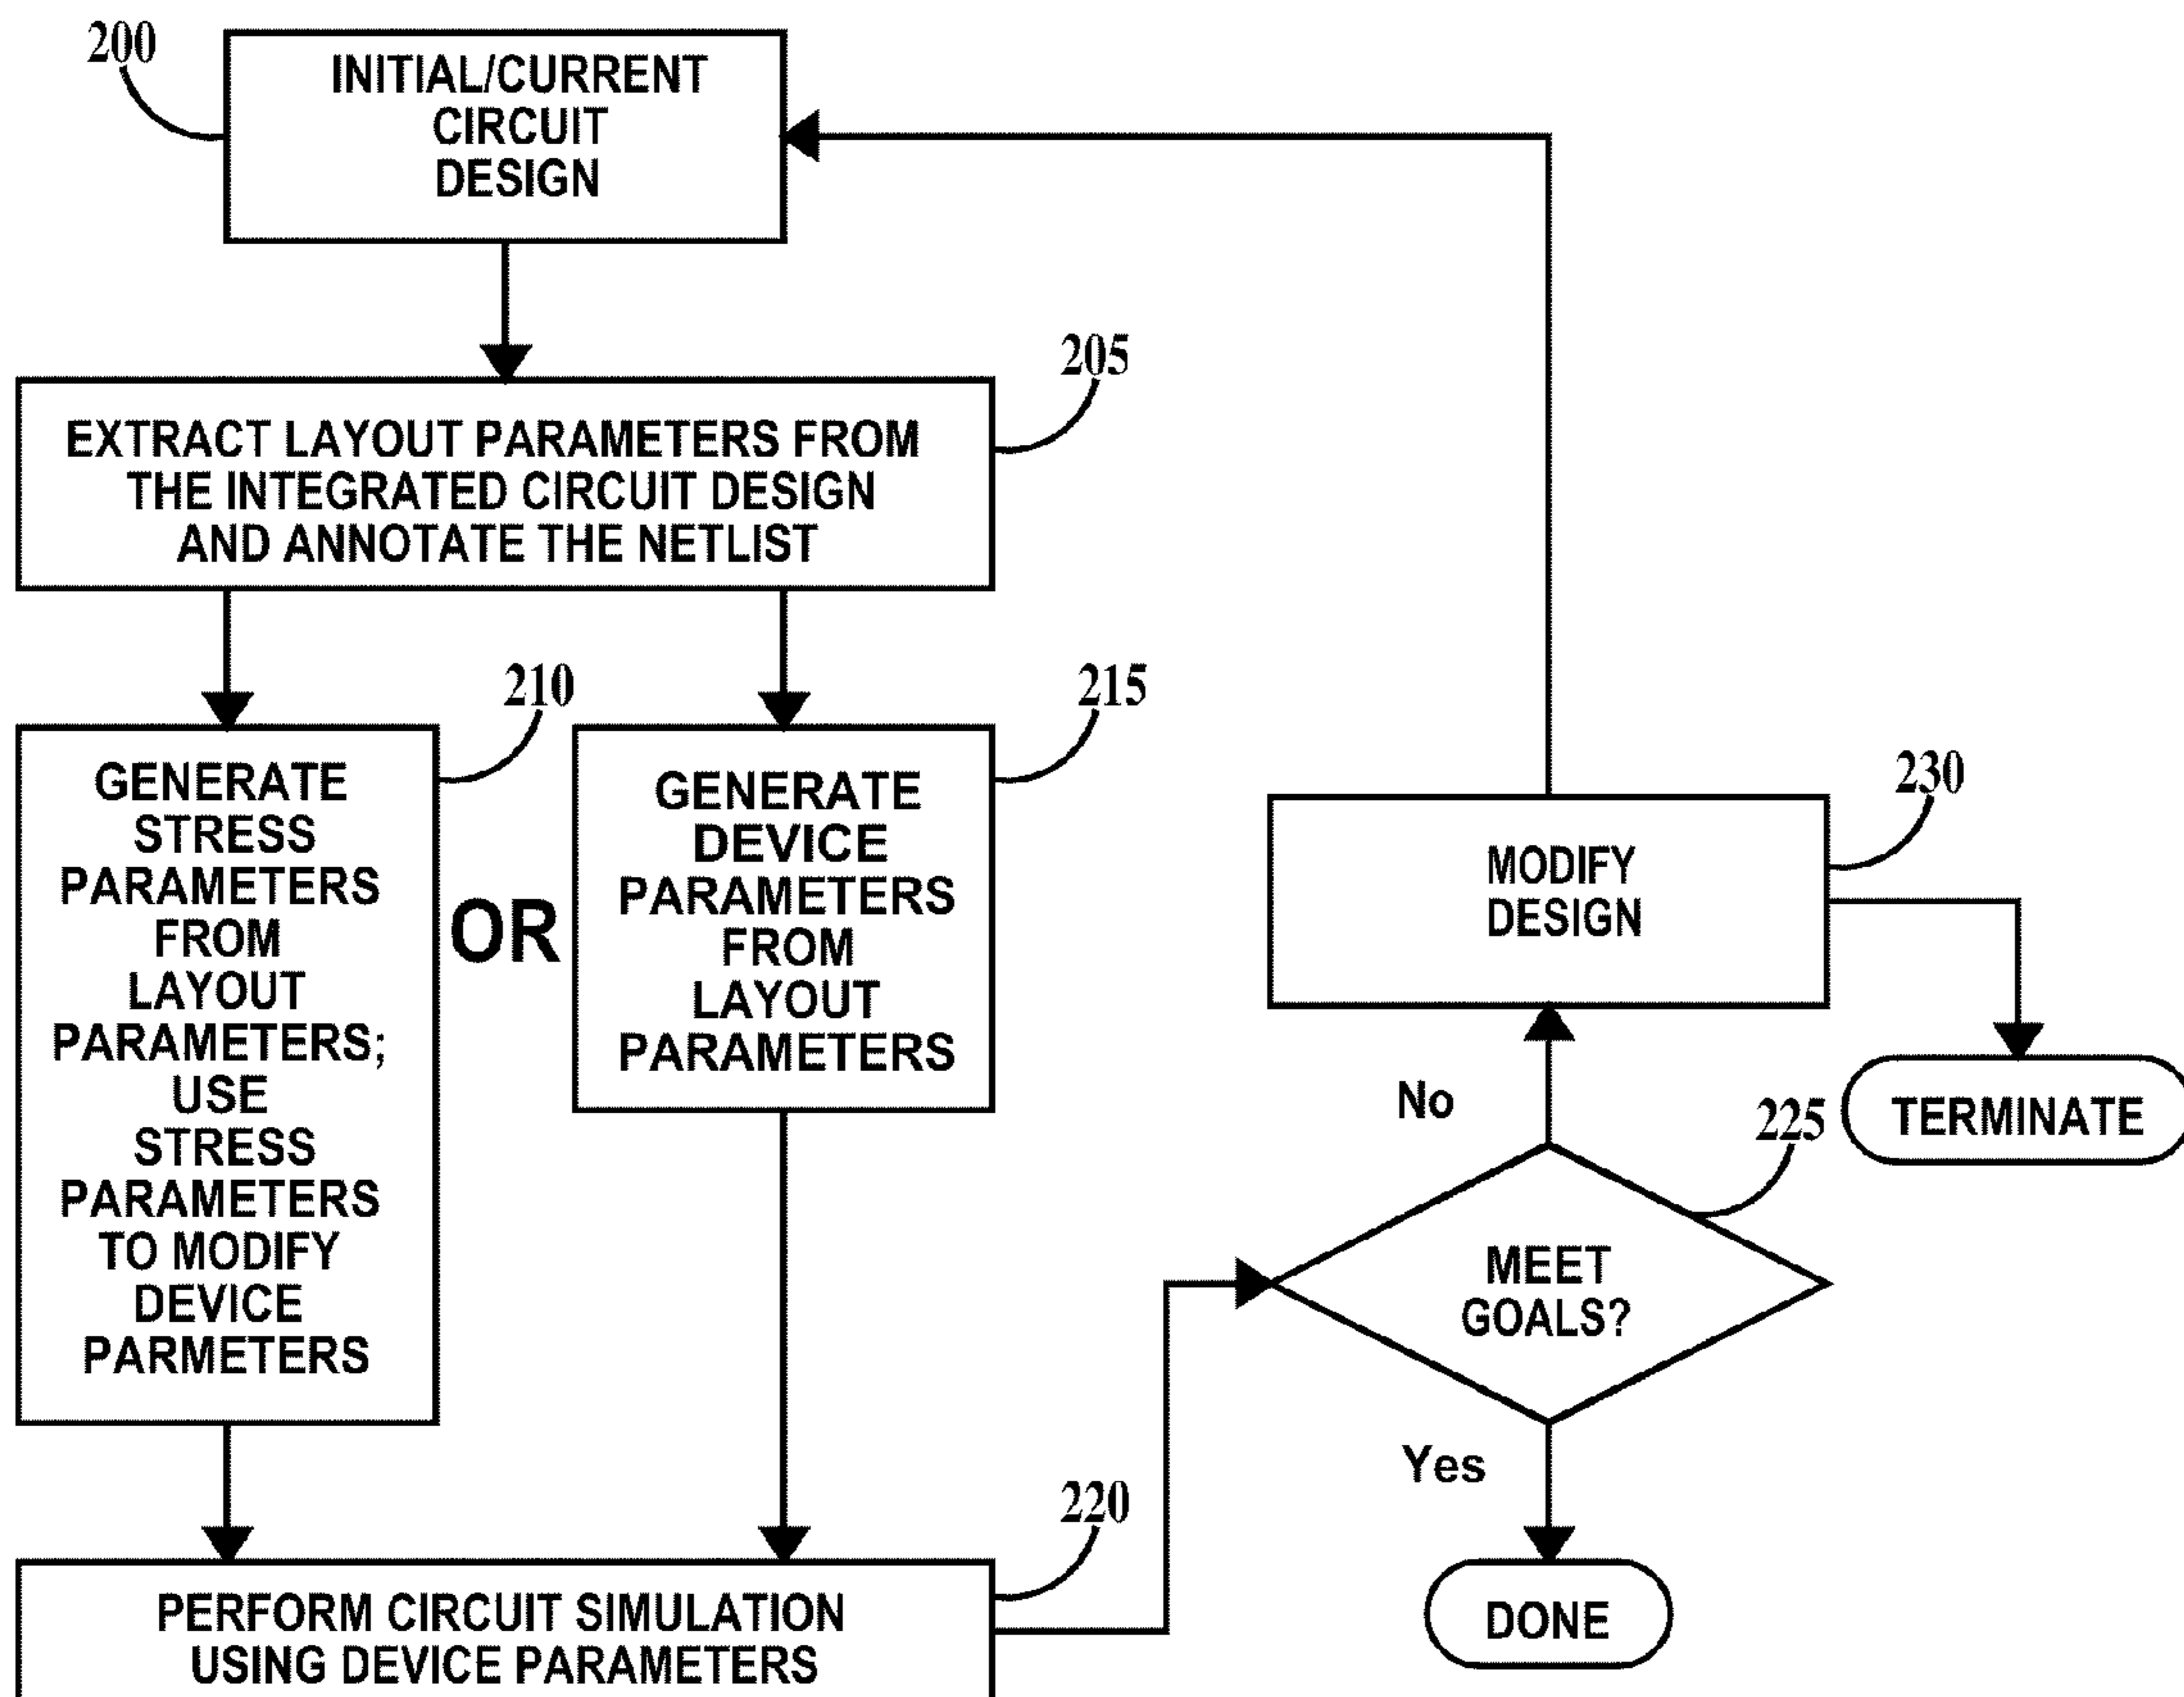 200
INITIAL/CURRENT
CIRCUIT
DESIGN
205
EXTRACT LAYOUT PARAMETERS FROM
THE INTEGRATED CIRCUIT DESIGN
AND ANNOTATE THE NETLIST
210
GENERATE
STRESS
PARAMETERS
FROM
LAYOUT
PARAMETERS;
USE
STRESS
PARAMETERS
TO MODIFY
DEVICE
PARMETERS
OR
215
GENERATE
DEVICE
PARAMETERS
FROM
LAYOUT
PARAMETERS
220
PERFORM CIRCUIT SIMULATION
USING DEVICE PARAMETERS
230
MODIFY
DESIGN
TERMINATE
No
225
MEET
GOALS?
Yes
DONE